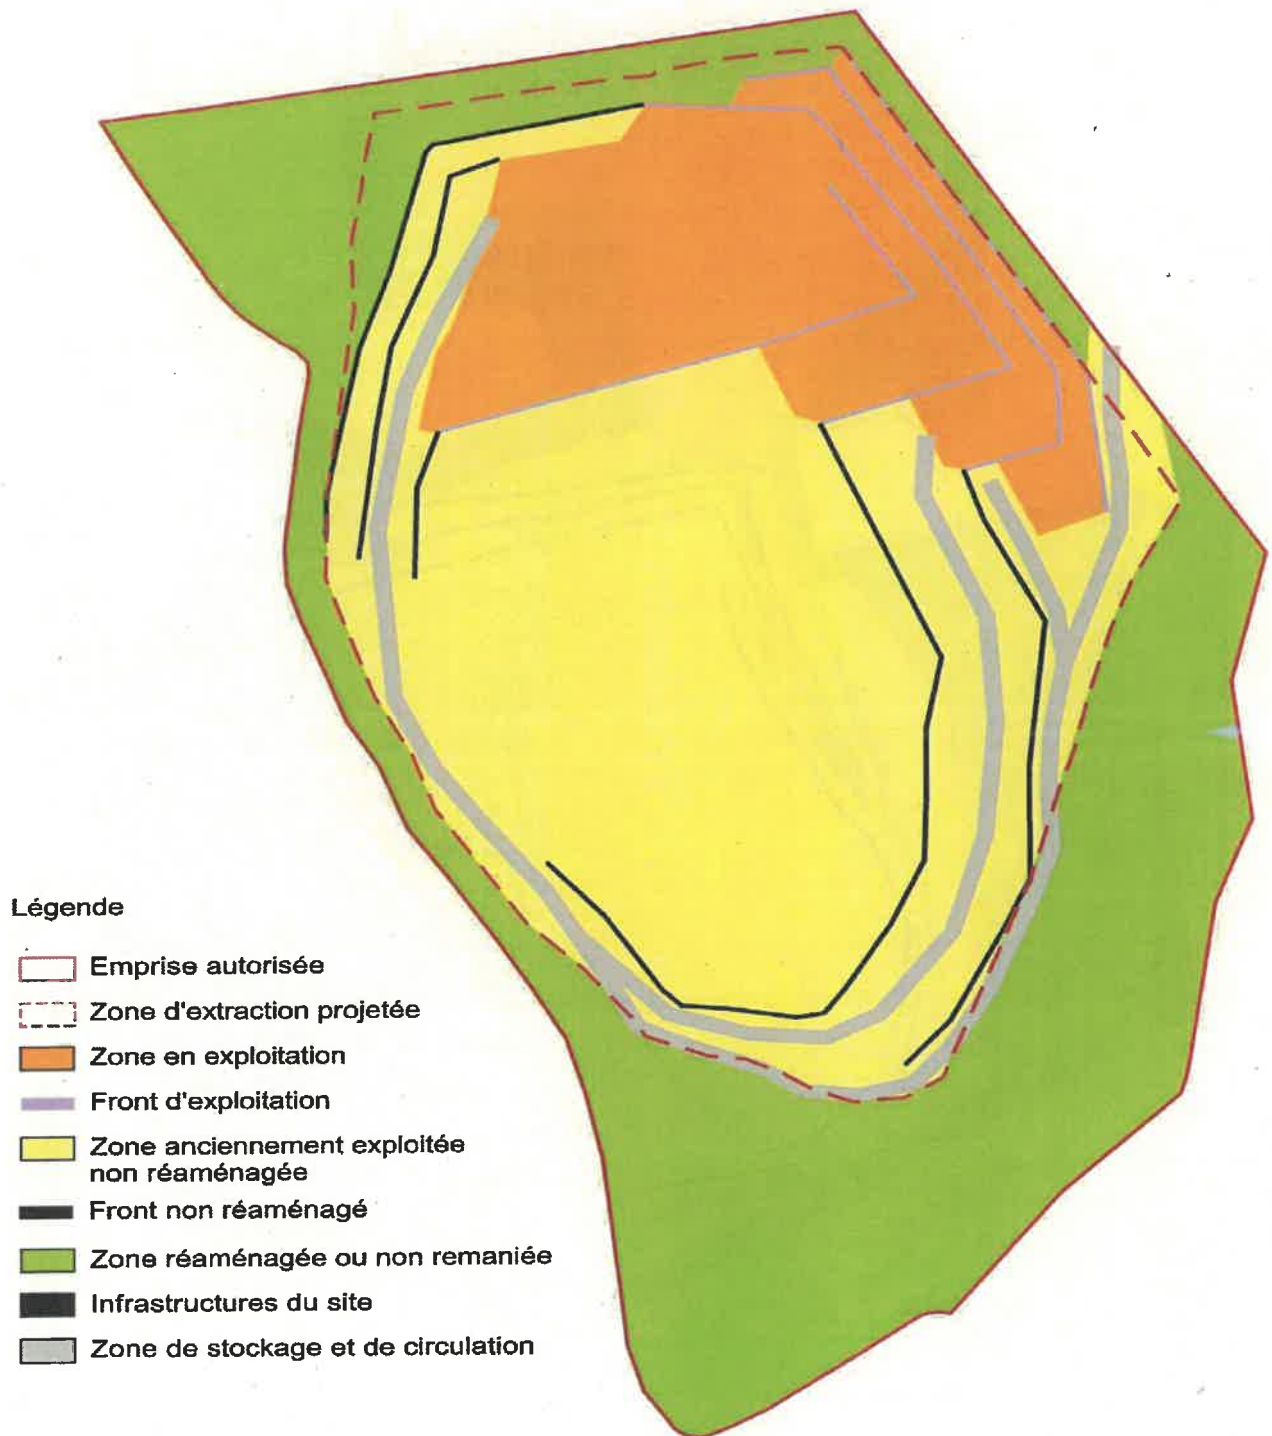 Légende
Emprise autorisée
Zone d'extraction projetée
Zone en exploitation
Front d'exploitation
Zone anciennement exploitée
non réaménagée
Front non réaménagé
Zone réaménagée ou non remaniée
Infrastructures du site
Zone de stockage et de circulation